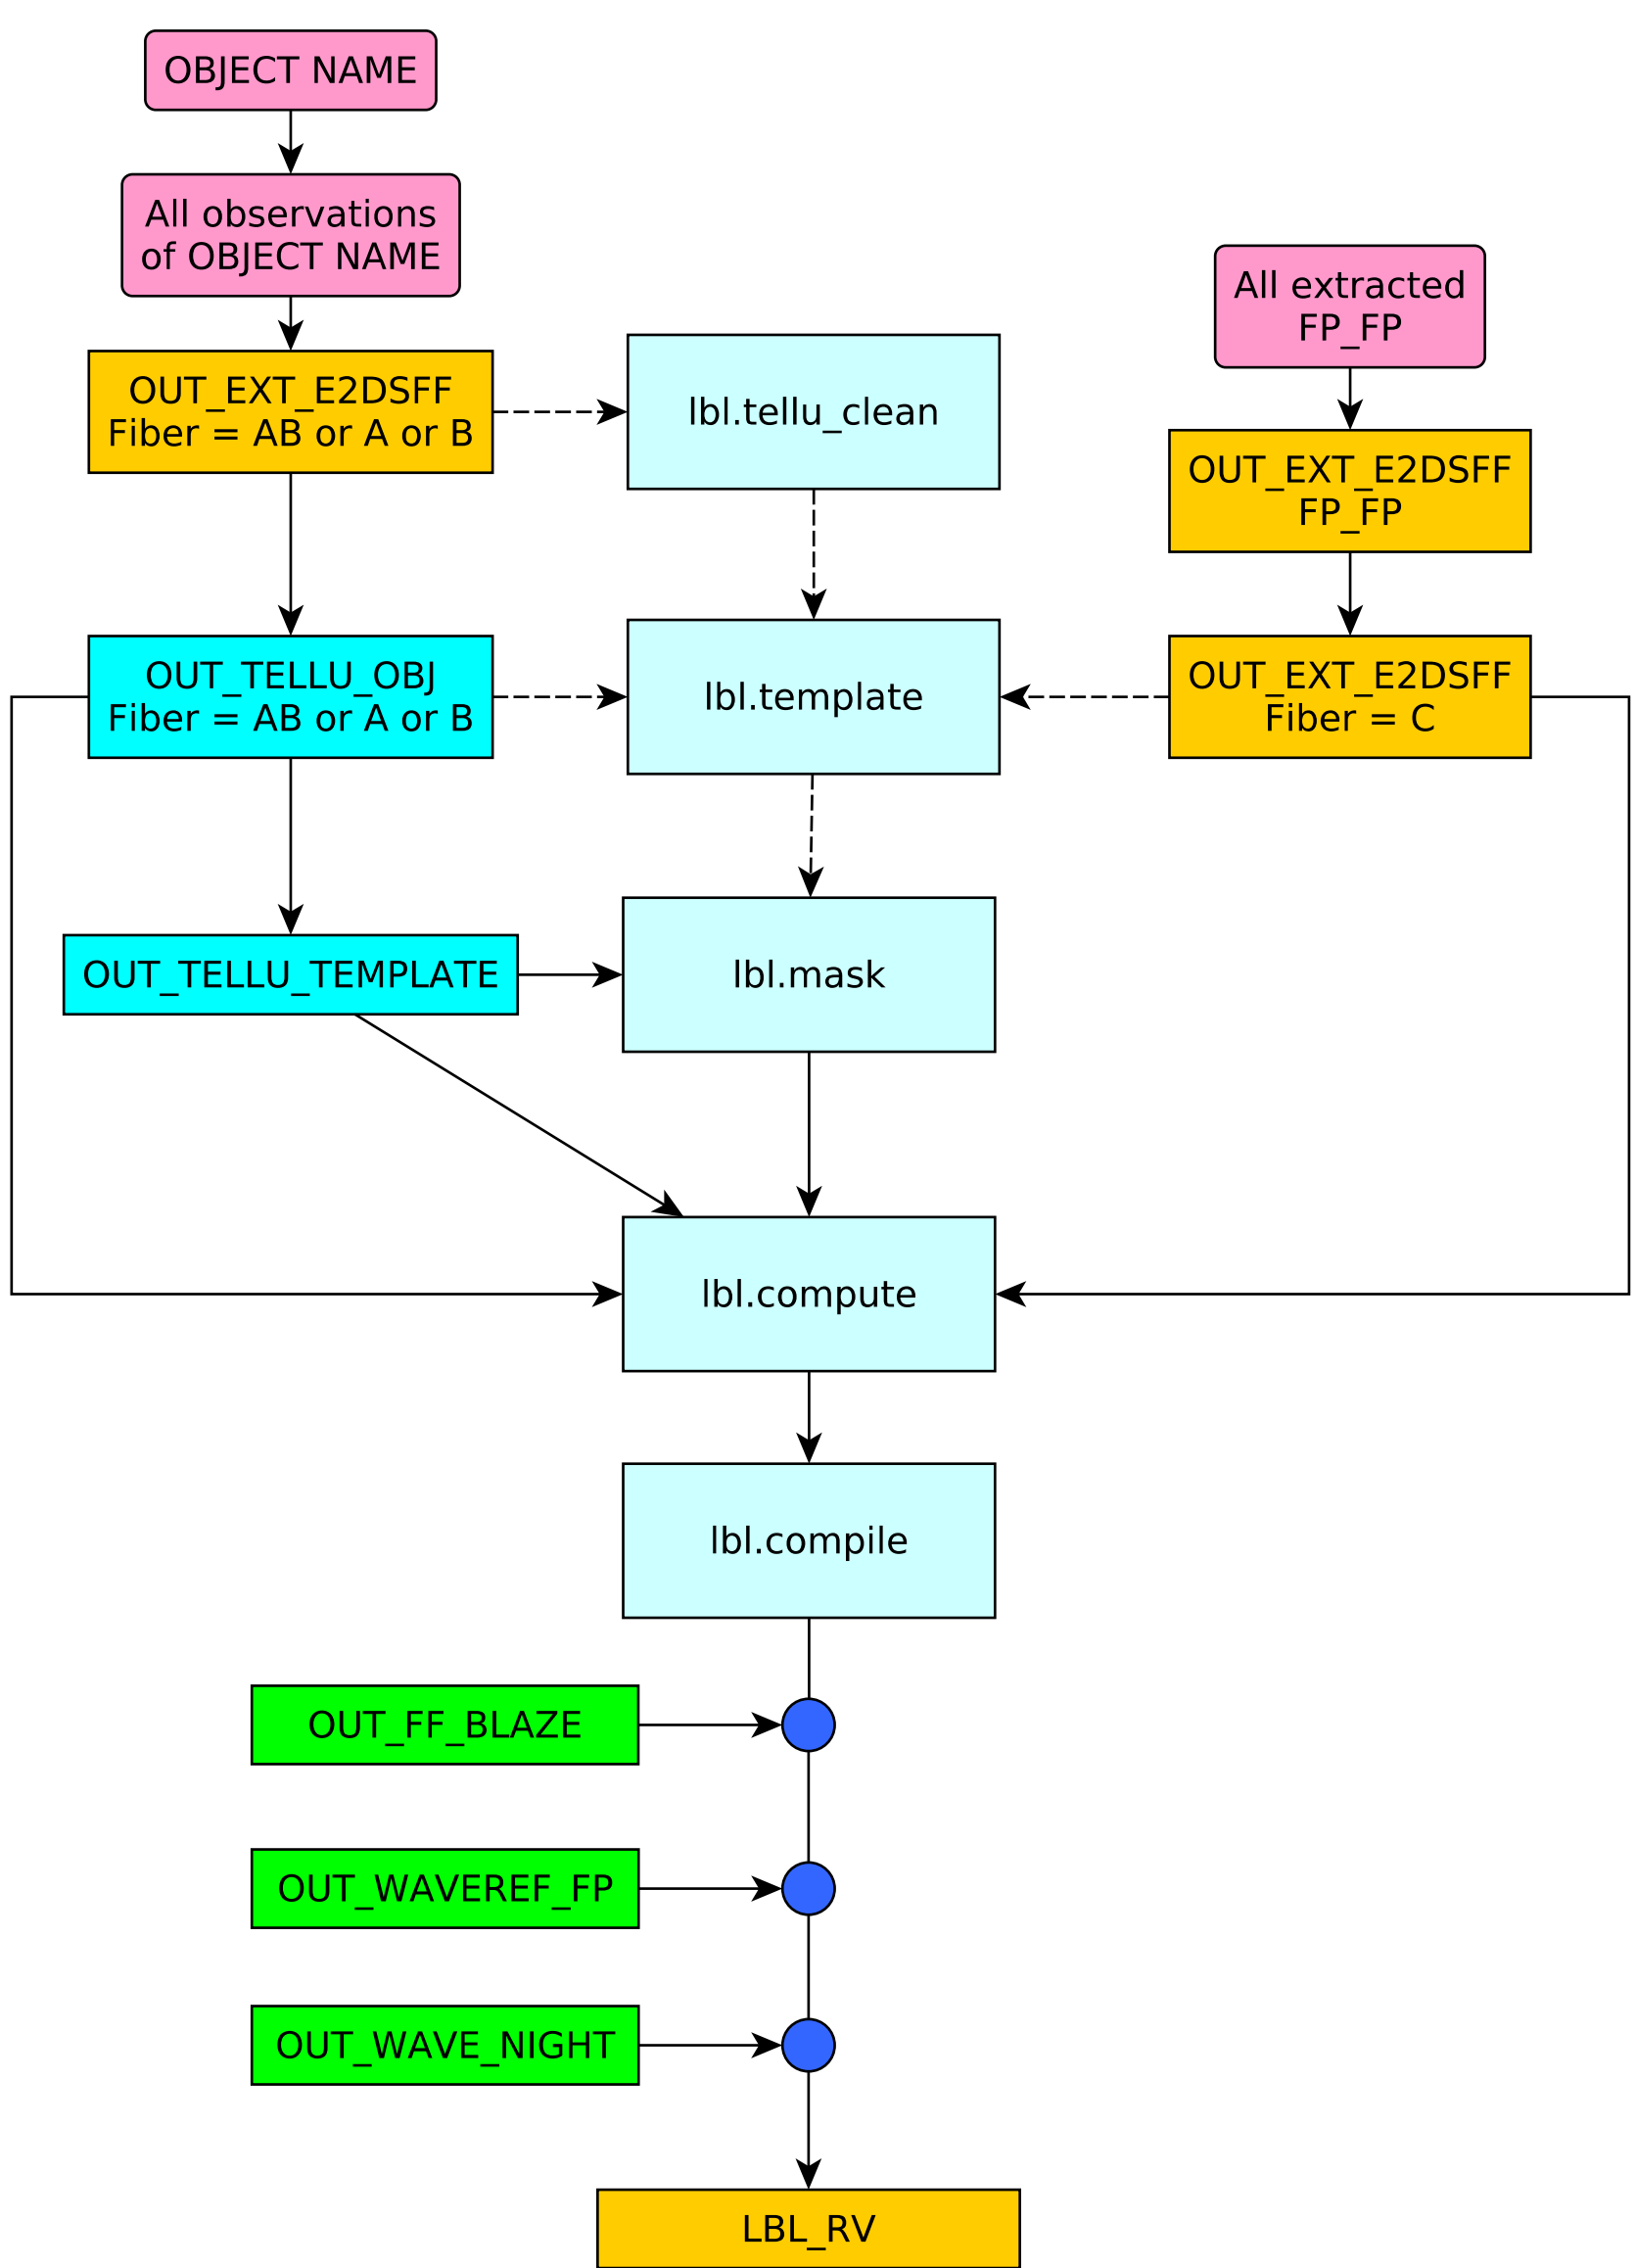 OBJECT NAME
All observations
of OBJECT NAME
All extracted
FP_FP
OUT_EXT_E2DSFF
Fiber = AB or A or B
lbl.tellu_clean
OUT_EXT_E2DSFF
FP_FP
OUT_TELLU_OBJ
Fiber = AB or A or B
lbl.template
OUT_EXT_E2DSFF
Fiber = C
OUT_TELLU_TEMPLATE
lbl.mask
lbl.compute
lbl.compile
OUT_FF_BLAZE
OUT_WAVEREF_FP
OUT_WAVE_NIGHT
LBL_RV